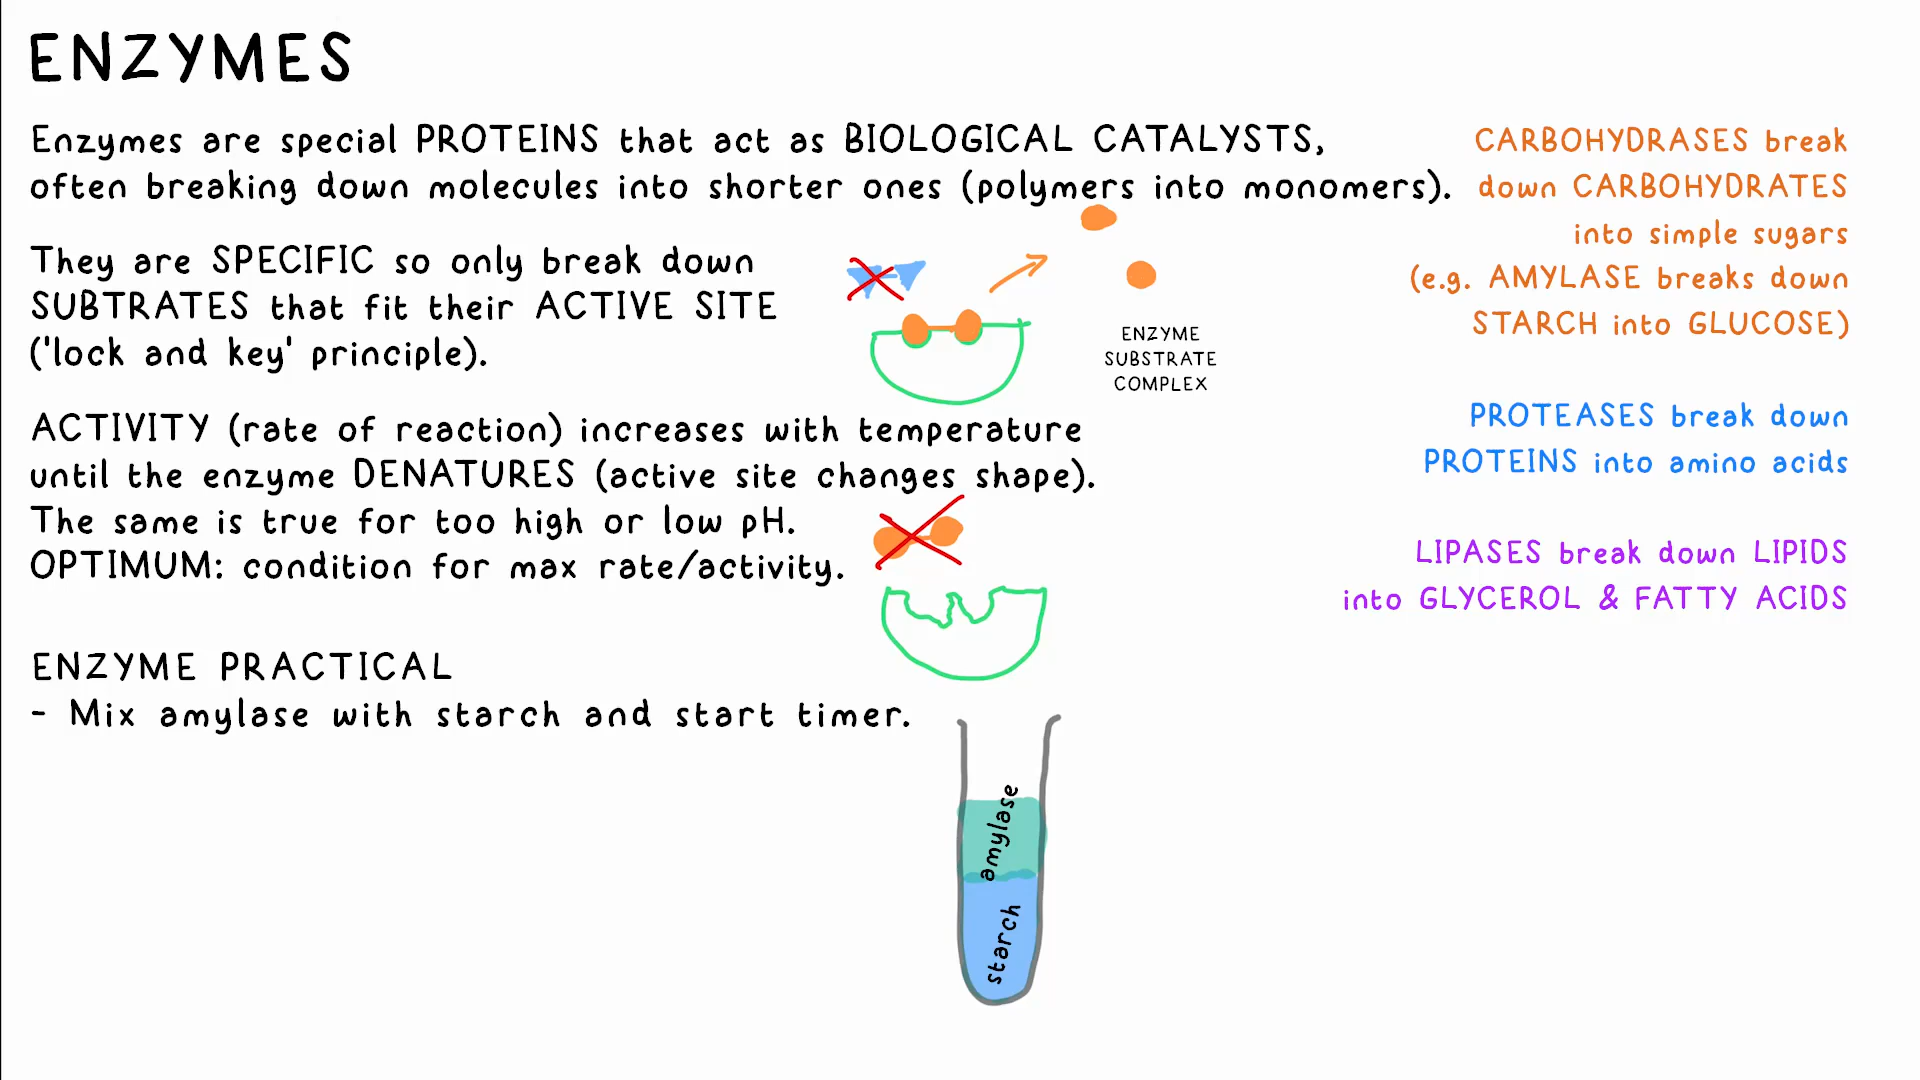 ENZYMES
Enzymes are special PROTEINS that act as BIOLOGICAL CATALYSTS,
often breaking down molecules into shorter ones (polymers into monomers).
They are SPECIFIC so only break down
SUBTRATES that fit their ACTIVE SITE
('lock and key' principle).
ENZYME
SUBSTRATE
COMPLEX
ACTIVITY (rate of reaction) increases with temperature
until the enzyme DENATURES (active site changes shape).
The same is true for too high or low pH.
OPTIMUM: condition for max rate/activity.
ENZYME PRACTICAL
- Mix amylase with starch and start timer.
amylase
starch
CARBOHYDRASES break
down CARBOHYDRATES
into simple sugars
(e.g. AMYLASE breaks down
STARCH into GLUCOSE)
PROTEASES break down
PROTEINS into amino acids
LIPASES break down LIPIDS
into GLYCEROL & FATTY ACIDS